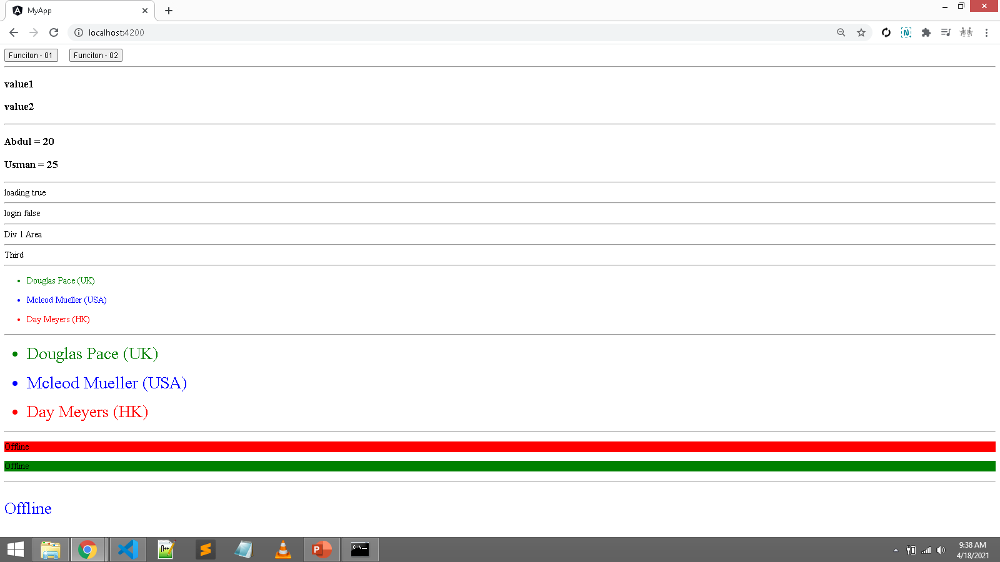 MyApp
localhost:4200
Funciton - 01 Funciton - 02
value1
value2
Abdul = 20
Usman = 25
loading true
login false
Div 1 Area
Third
Douglas Pace (UK)
Mcleod Mueller (USA)
Day Meyers (HK)
Douglas Pace (UK)
Mcleod Mueller (USA)
Day Meyers (HK)
Offline
Offline
Offline
9:38 AM
4/18/2021